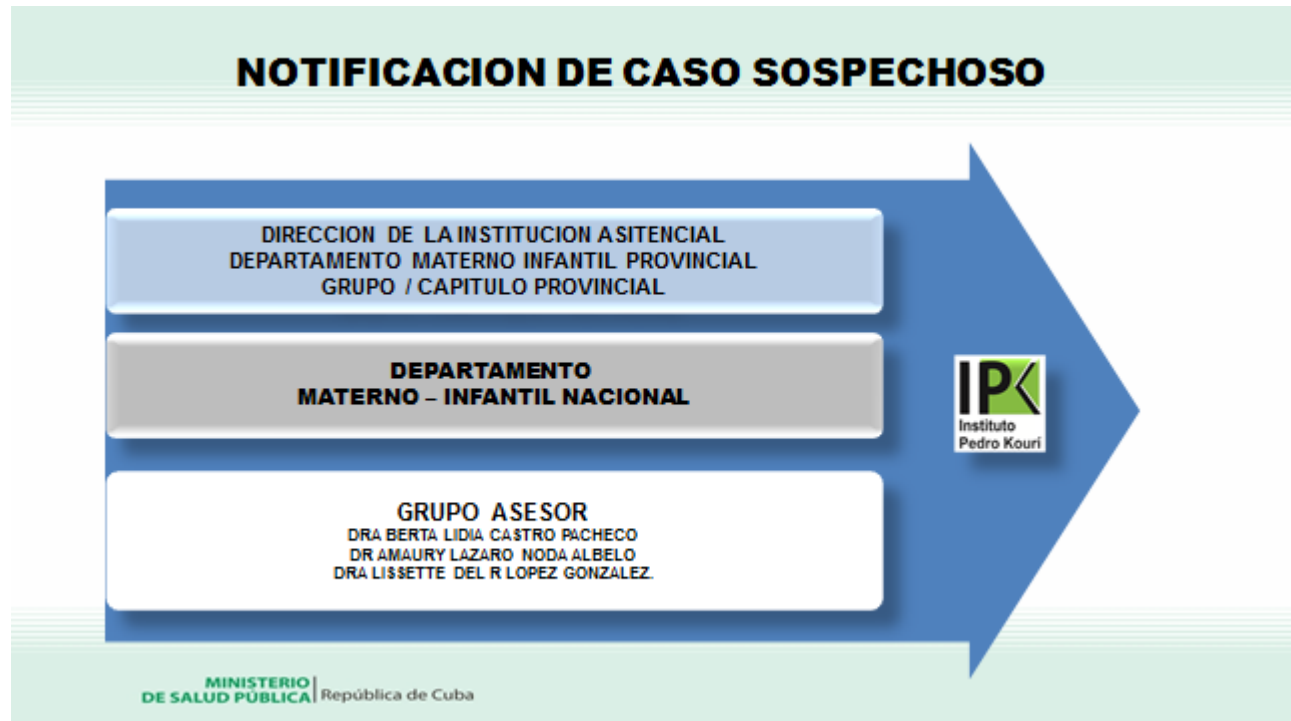 NOTIFICACION DE CASO SOSPECHOSO
DIRECCION DE LA INSTITUCION ASITENCIAL
DEPARTAMENTO MATERNO INFANTIL PROVINCIAL
GRUPO / CAPITULO PROVINCIAL
DEPARTAMENTO
MATERNO – INFANTIL NACIONAL
GRUPO ASESOR
DRA BERTA LIDIA CASTRO PACHECO
DR AMAURY LAZARO NODA ALBELO
DRA LISSETTE DEL R LOPEZ GONZALEZ.
IPK
Instituto
Pedro Kourí
MINISTERIO
DE SALUD PÚBLICA
República de Cuba